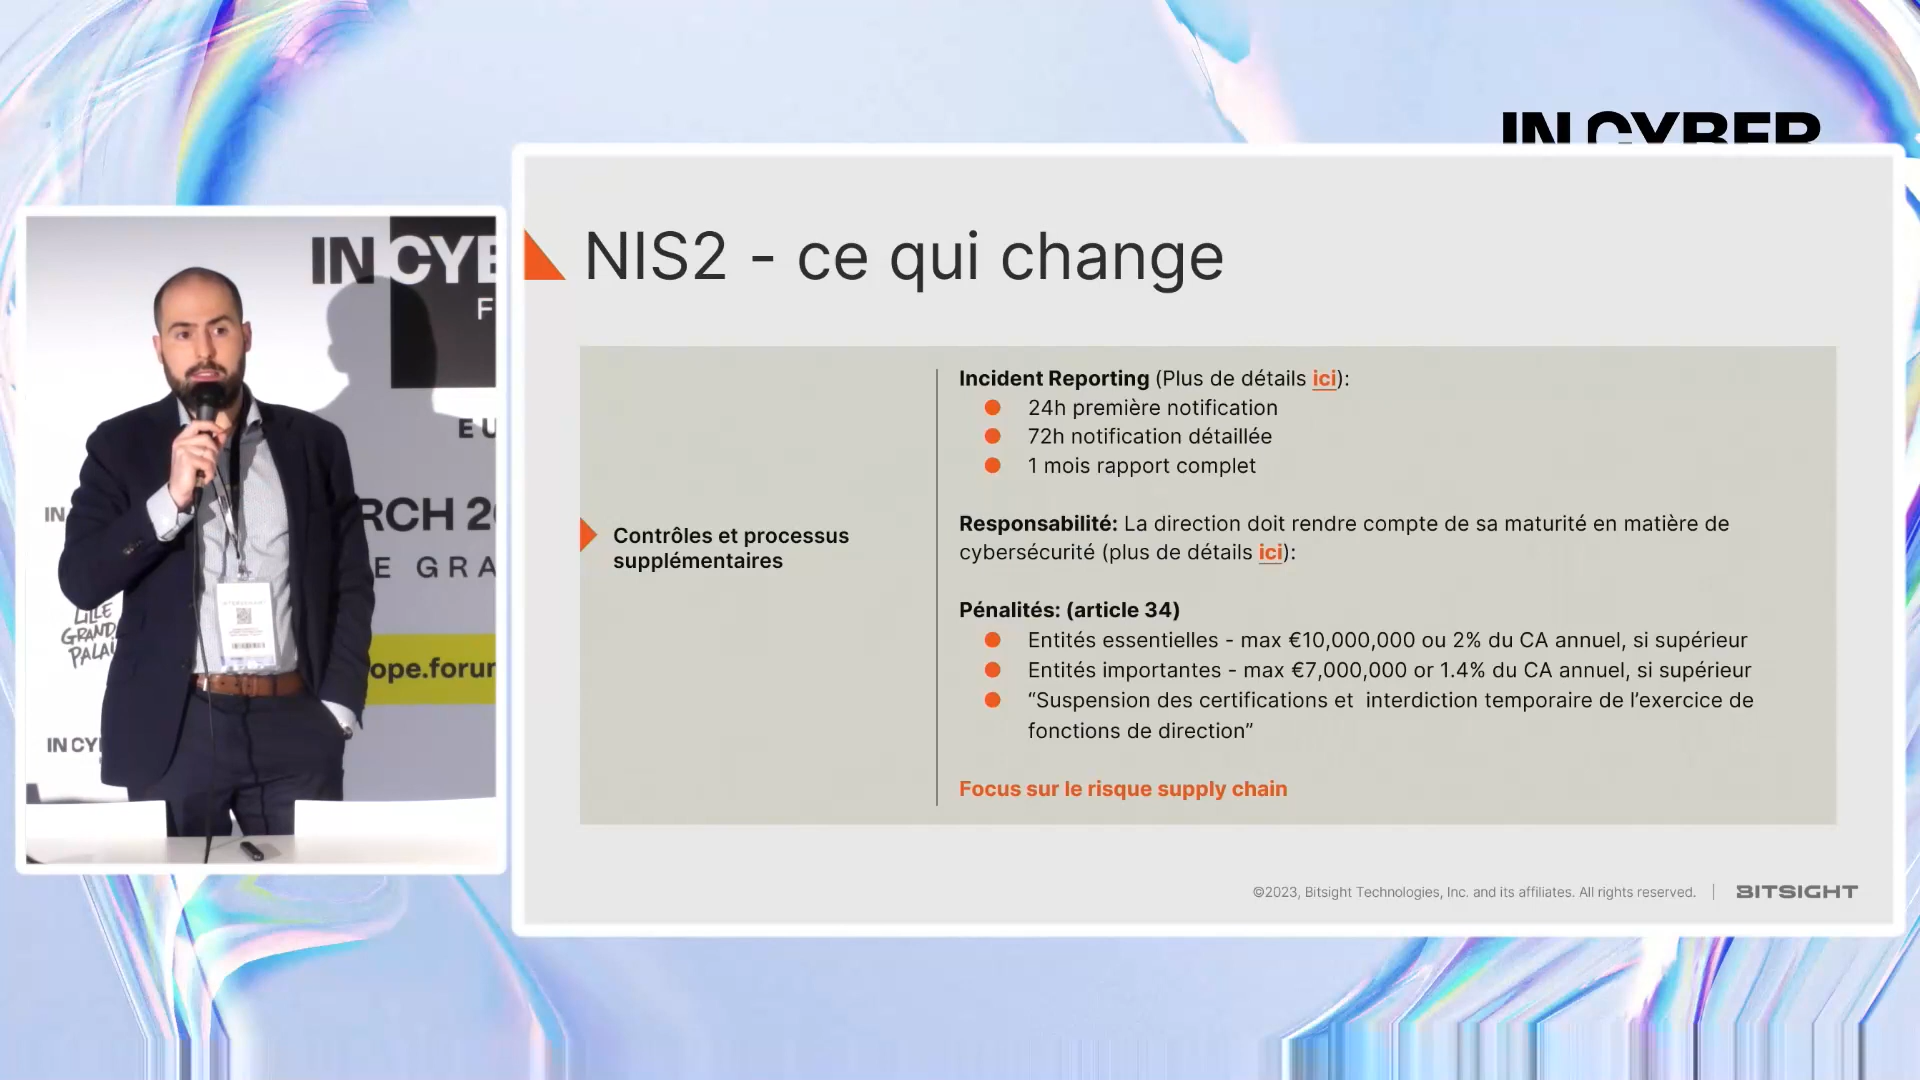 IN CYBER
IN CYBE
F
EU
RCH 20
E GRA
LILLE
GRAND
PALAI
ope.forum
IN CY
NIS2 - ce qui change
Contrôles et processus
supplémentaires
Incident Reporting (Plus de détails ici):
24h première notification
72h notification détaillée
1 mois rapport complet
Responsabilité: La direction doit rendre compte de sa maturité en matière de
cybersécurité (plus de détails ici):
Pénalités: (article 34)
Entités essentielles - max €10,000,000 ou 2% du CA annuel, si supérieur
Entités importantes - max €7,000,000 or 1.4% du CA annuel, si supérieur
“Suspension des certifications et interdiction temporaire de l’exercice de
fonctions de direction”
Focus sur le risque supply chain
©2023, Bitsight Technologies, Inc. and its affiliates. All rights reserved. | BITSIGHT